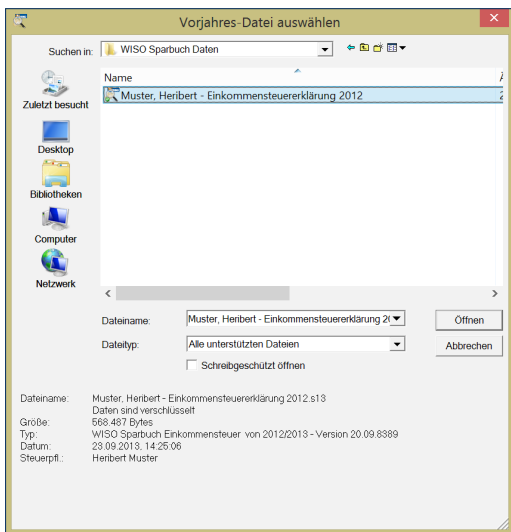 Vorjahres-Datei auswählen
Suchen in: WISO Sparbuch Daten
Name
Muster, Heribert - Einkommensteuererklärung 2012
Zuletzt besucht
Desktop
Bibliotheken
Computer
Netzwerk
Dateiname: Muster, Heribert - Einkommensteuererklärung 20 Öffnen
Dateityp: Alle unterstützten Dateien Abbrechen
Schreibgeschützt öffnen
Dateiname: Muster, Heribert - Einkommensteuererklärung 2012.s13
Daten sind verschlüsselt
Größe: 568.487 Bytes
Typ: WISO Sparbuch Einkommensteuer von 2012/2013 - Version 20.09.8389
Datum: 23.09.2013, 14:25:06
Steuerpfl.: Heribert Muster